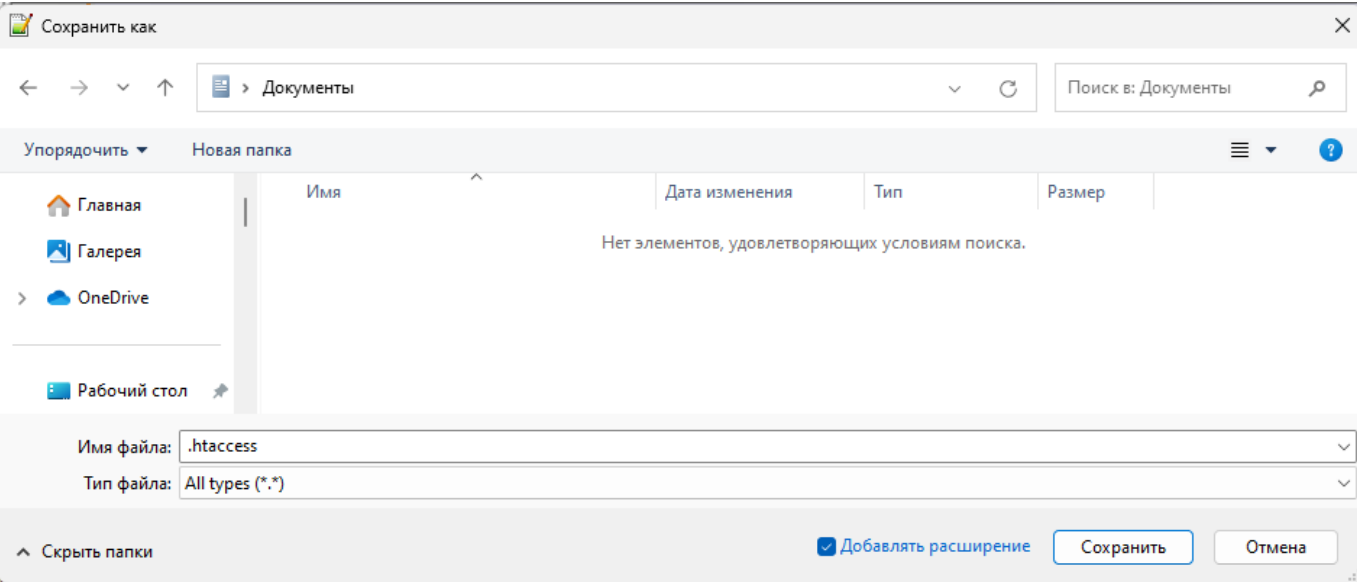 Сохранить как
Документы
Поиск в: Документы
Упорядочить
Новая папка
Имя
Дата изменения
Тип
Размер
Главная
Галерея
OneDrive
Рабочий стол
Нет элементов, удовлетворяющих условиям поиска.
Имя файла: .htaccess
Тип файла: All types (*.*)
Скрыть папки
Добавлять расширение
Сохранить
Отмена